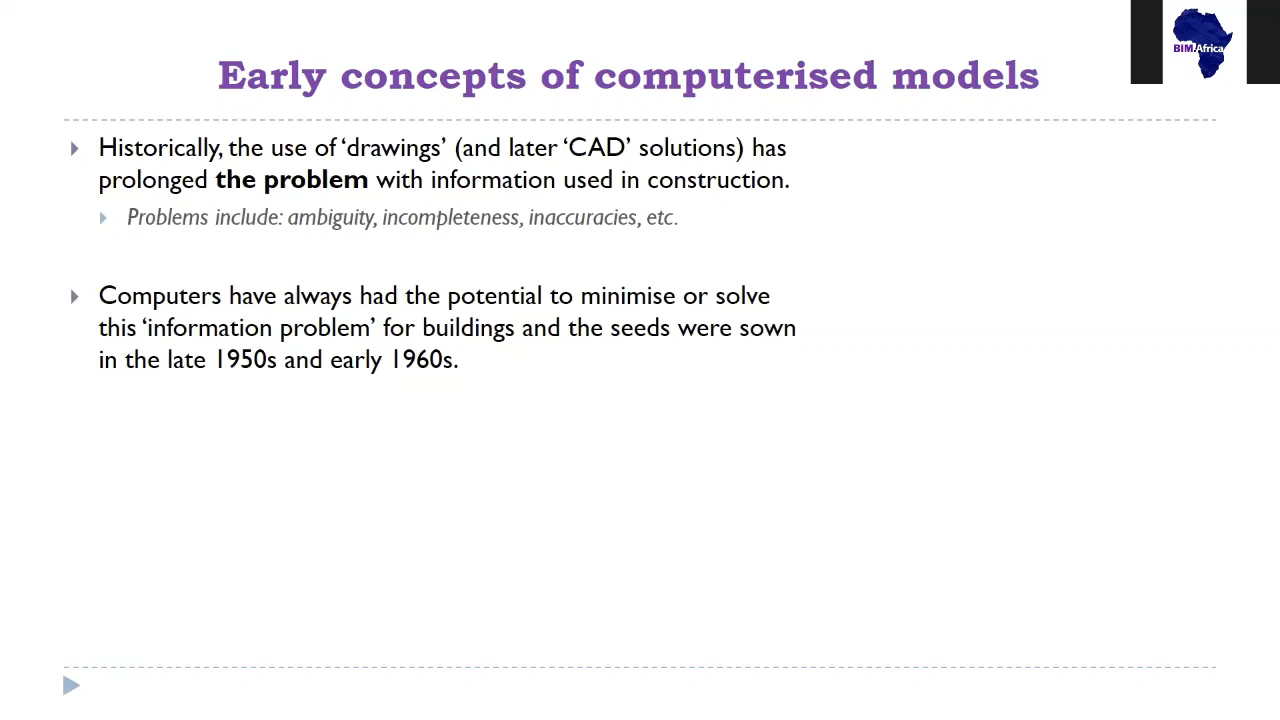 BIM.Africa
Early concepts of computerised models
Historically, the use of ‘drawings’ (and later ‘CAD’ solutions) has
prolonged the problem with information used in construction.
Problems include: ambiguity, incompleteness, inaccuracies, etc.
Computers have always had the potential to minimise or solve
this ‘information problem’ for buildings and the seeds were sown
in the late 1950s and early 1960s.